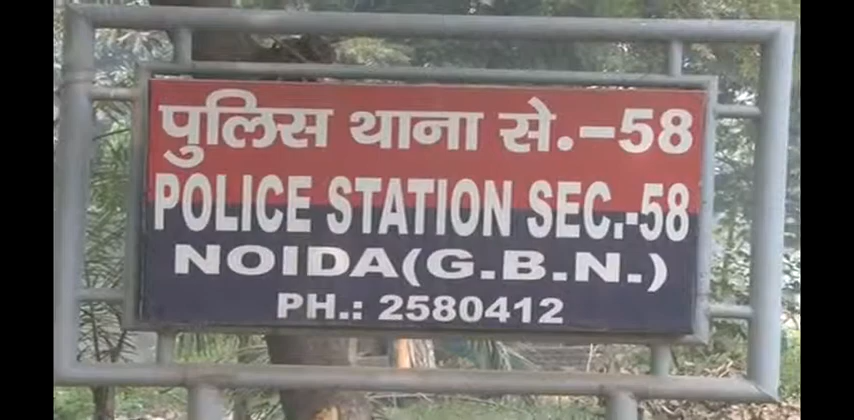 पुलिस थाना से.–58
POLICE STATION SEC.-58
NOIDA(G.B.N.)
PH.: 2580412